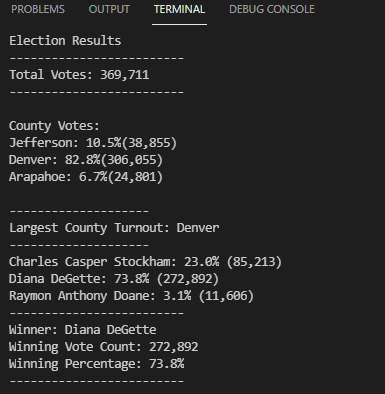 PROBLEMS OUTPUT TERMINAL DEBUG CONSOLE
Election Results
-------------------------
Total Votes: 369,711
-------------------------
County Votes:
Jefferson: 10.5%(38,855)
Denver: 82.8%(306,055)
Arapahoe: 6.7%(24,801)
--------------------
Largest County Turnout: Denver
--------------------
Charles Casper Stockham: 23.0% (85,213)
Diana DeGette: 73.8% (272,892)
Raymon Anthony Doane: 3.1% (11,606)
-------------------------
Winner: Diana DeGette
Winning Vote Count: 272,892
Winning Percentage: 73.8%
-------------------------